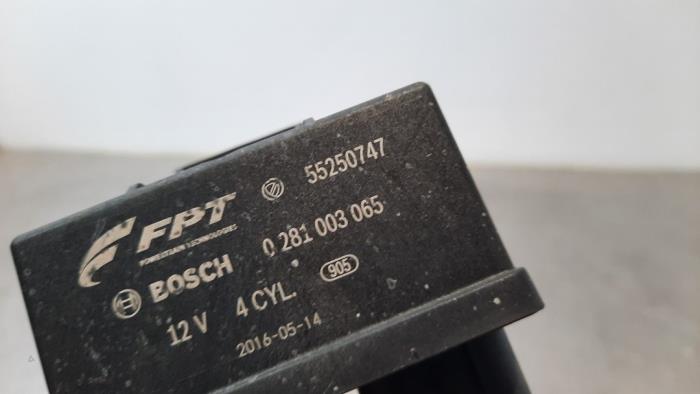 55250747
FPT
POWERTRAIN TECHNOLOGIES
0 281 003 065
BOSCH
12 V 4 CYL. 905
2016-05-14